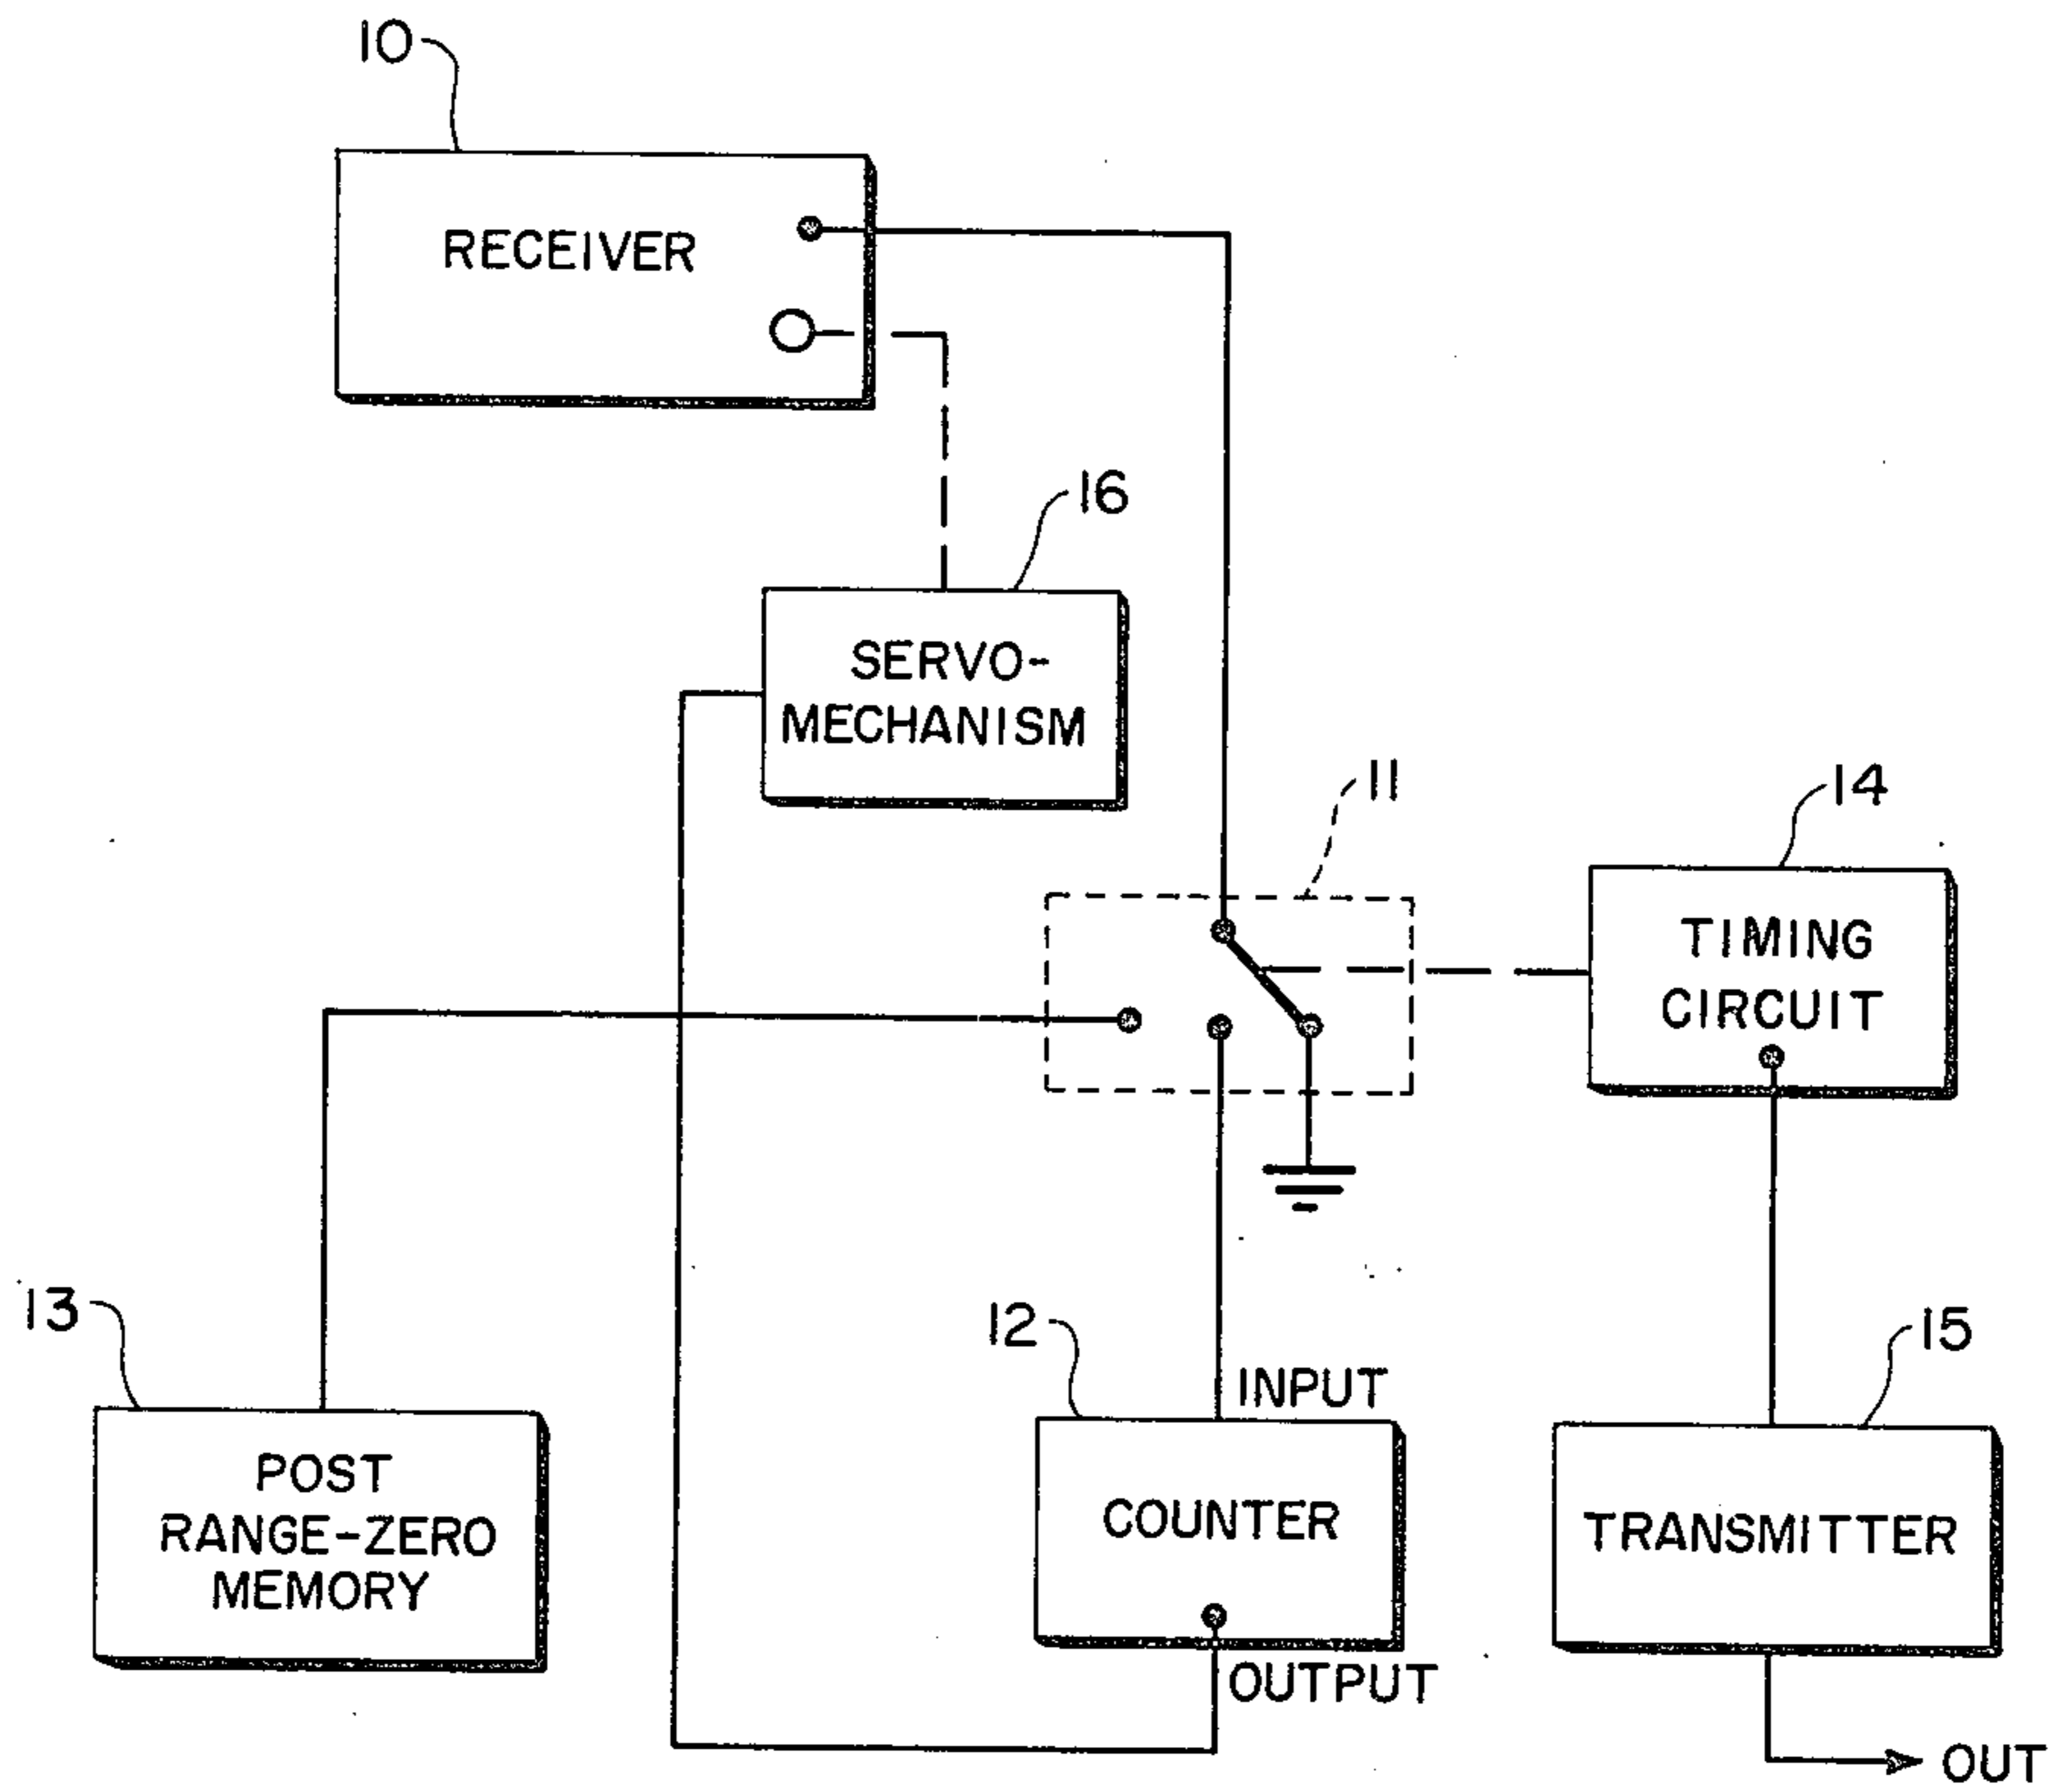 10
RECEIVER
16
SERVO-
MECHANISM
11
14
TIMING
CIRCUIT
13
POST
RANGE-ZERO
MEMORY
12
INPUT
COUNTER
OUTPUT
15
TRANSMITTER
OUT